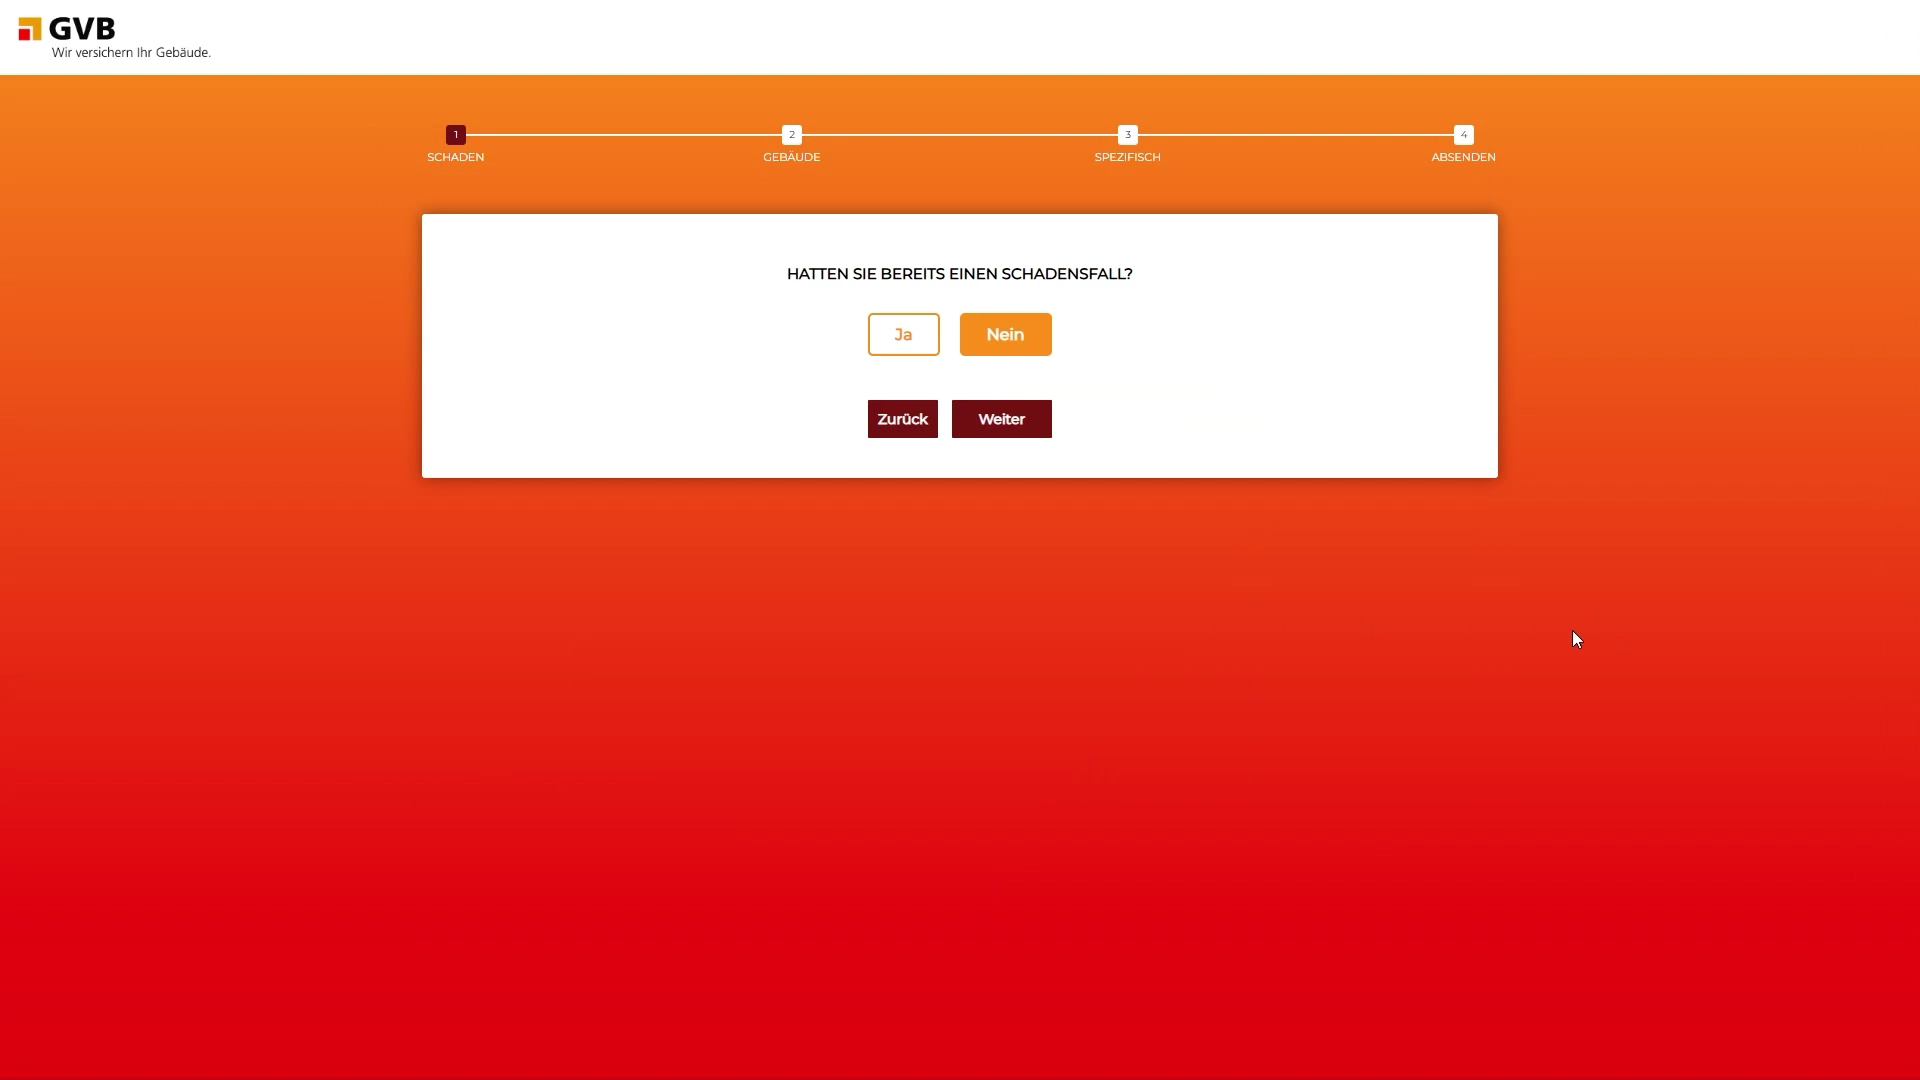 GVB
Wir versichern Ihr Gebäude.
1
2
3
4
SCHADEN
GEBÄUDE
SPEZIFISCH
ABSENDEN
HATTEN SIE BEREITS EINEN SCHADENSFALL?
Ja
Nein
Zurück
Weiter